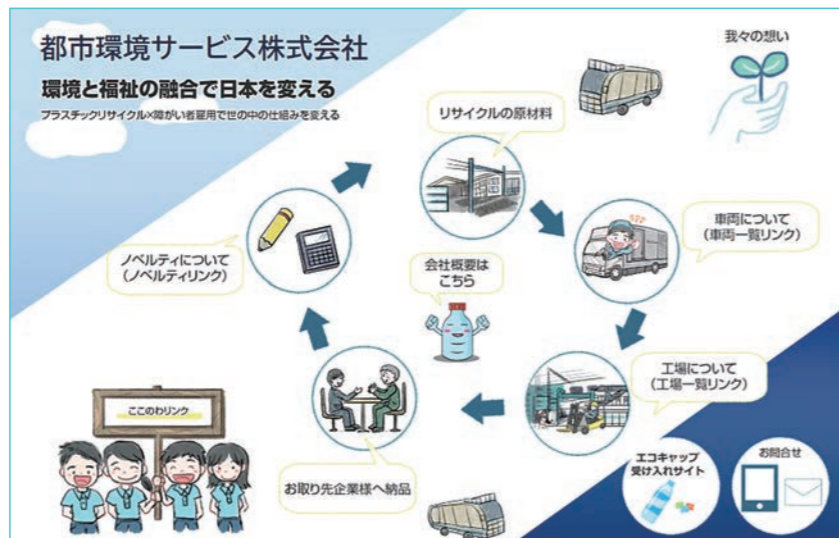 都市環境サービス株式会社
環境と福祉の融合で日本を変える
プラスチックリサイクル×障がい者雇用で世の中の仕組みを変える
我々の想い
リサイクルの原材料
車両について
(車両一覧リンク)
ノベルティについて
(ノベルティリンク)
会社概要は
こちら
工場について
(工場一覧リンク)
ここのわリンク
お取り先企業様へ納品
エコキャップ
受け入れサイト
お問合せ